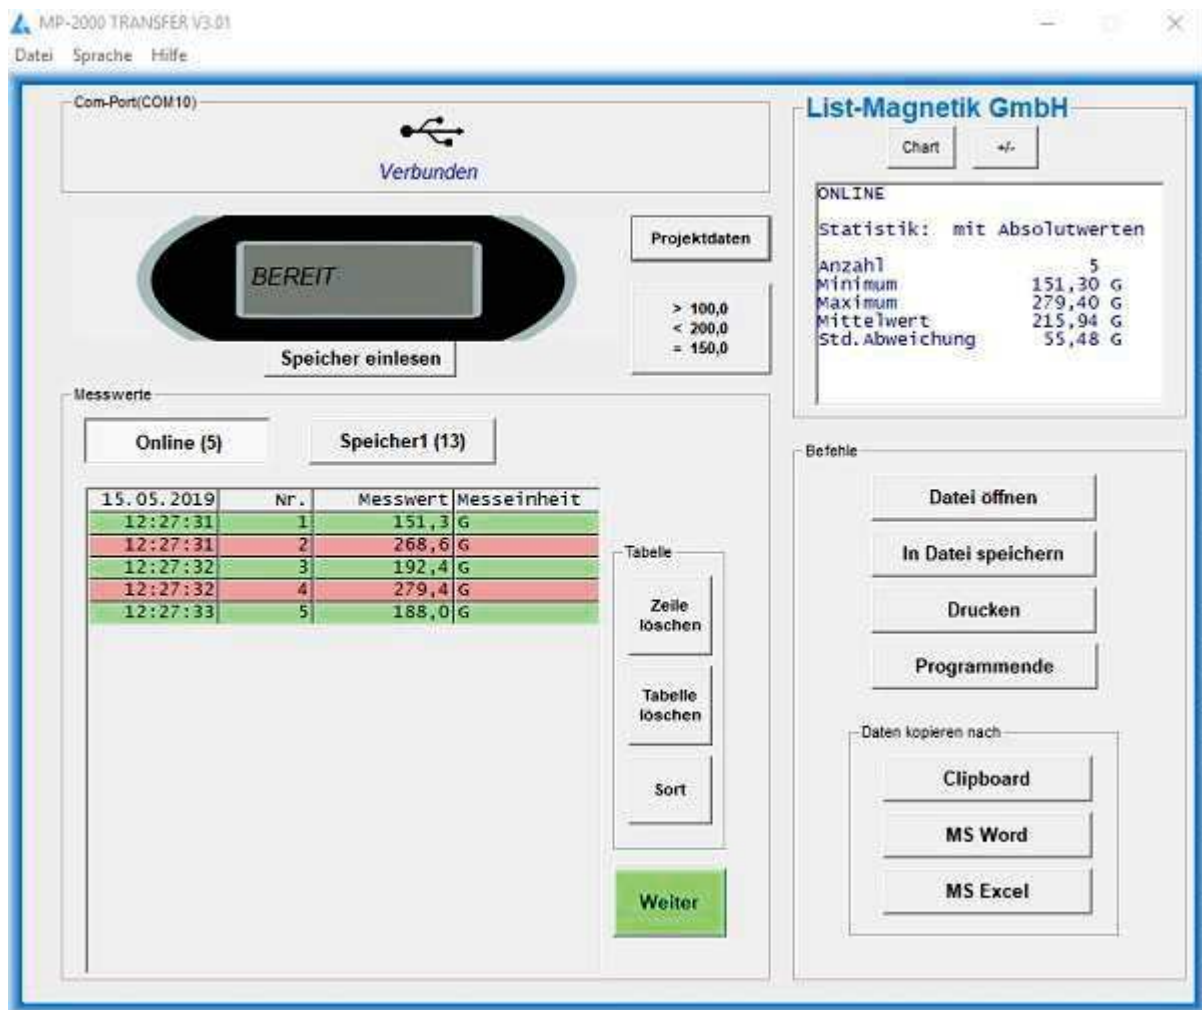 MP-2000 TRANSFER V3.01
Datei Sprache Hilfe
Com-Port(COM10)
Verbunden
BEREIT
Speicher einlesen
Projektdaten
> 100,0
< 200,0
= 150,0
List-Magnetik GmbH
Chart +/-
ONLINE
Statistik: mit Absolutwerten
Anzahl 5
Minimum 151,30 G
Maximum 279,40 G
Mittelwert 215,94 G
Std.Abweichung 55,48 G
Messwerte
Online (5) Speicher1 (13)
15.05.2019 Nr. Messwert Messeinheit
12:27:31 1 151,3 G
12:27:31 2 268,6 G
12:27:32 3 192,4 G
12:27:32 4 279,4 G
12:27:33 5 188,0 G
Tabelle
Zeile
löschen
Tabelle
löschen
Sort
Weiter
Befehle
Datei öffnen
In Datei speichern
Drucken
Programmende
Daten kopieren nach
Clipboard
MS Word
MS Excel